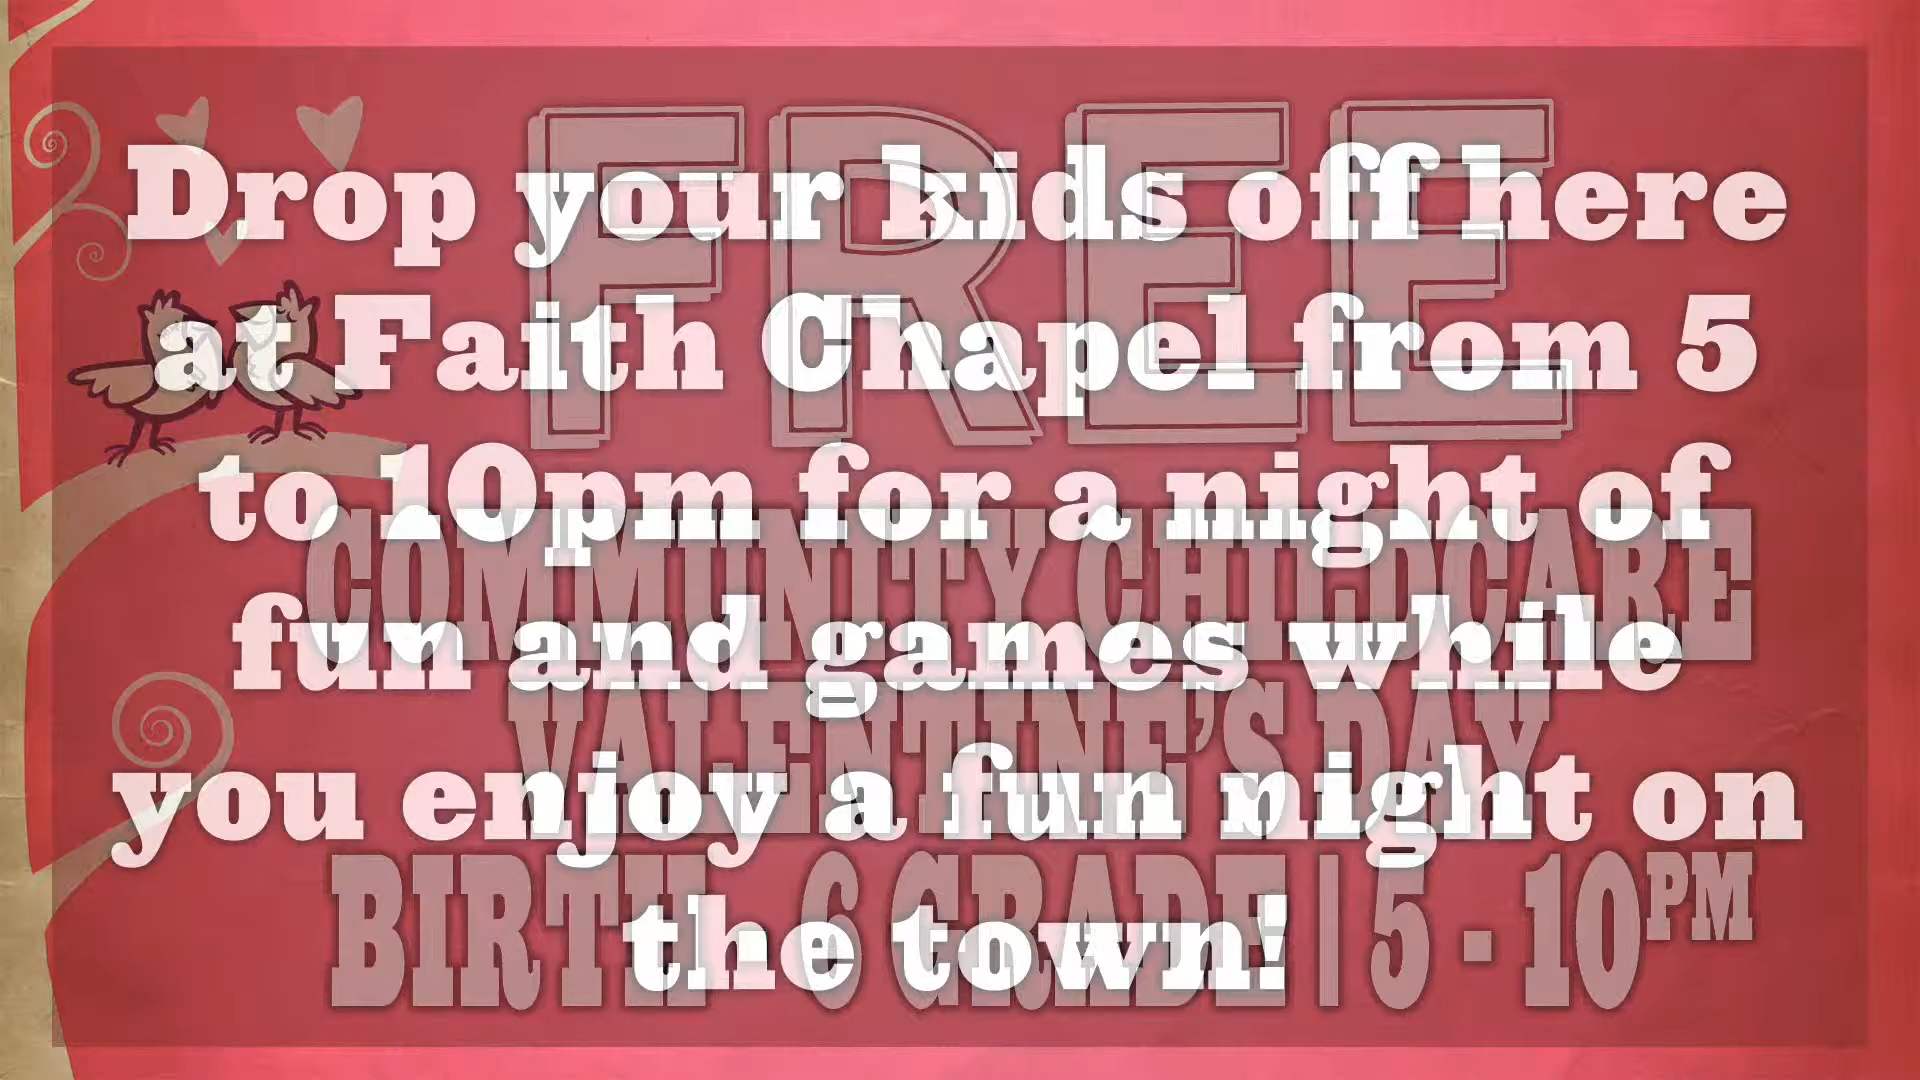 Drop your kids off here
at Faith Chapel from 5
to 10pm for a night of
fun and games while
you enjoy a fun night on
the town!
FREE
COMMUNITY CHILDCARE
VALENTINE'S DAY
BIRTH - 6 GRADE | 5 - 10PM